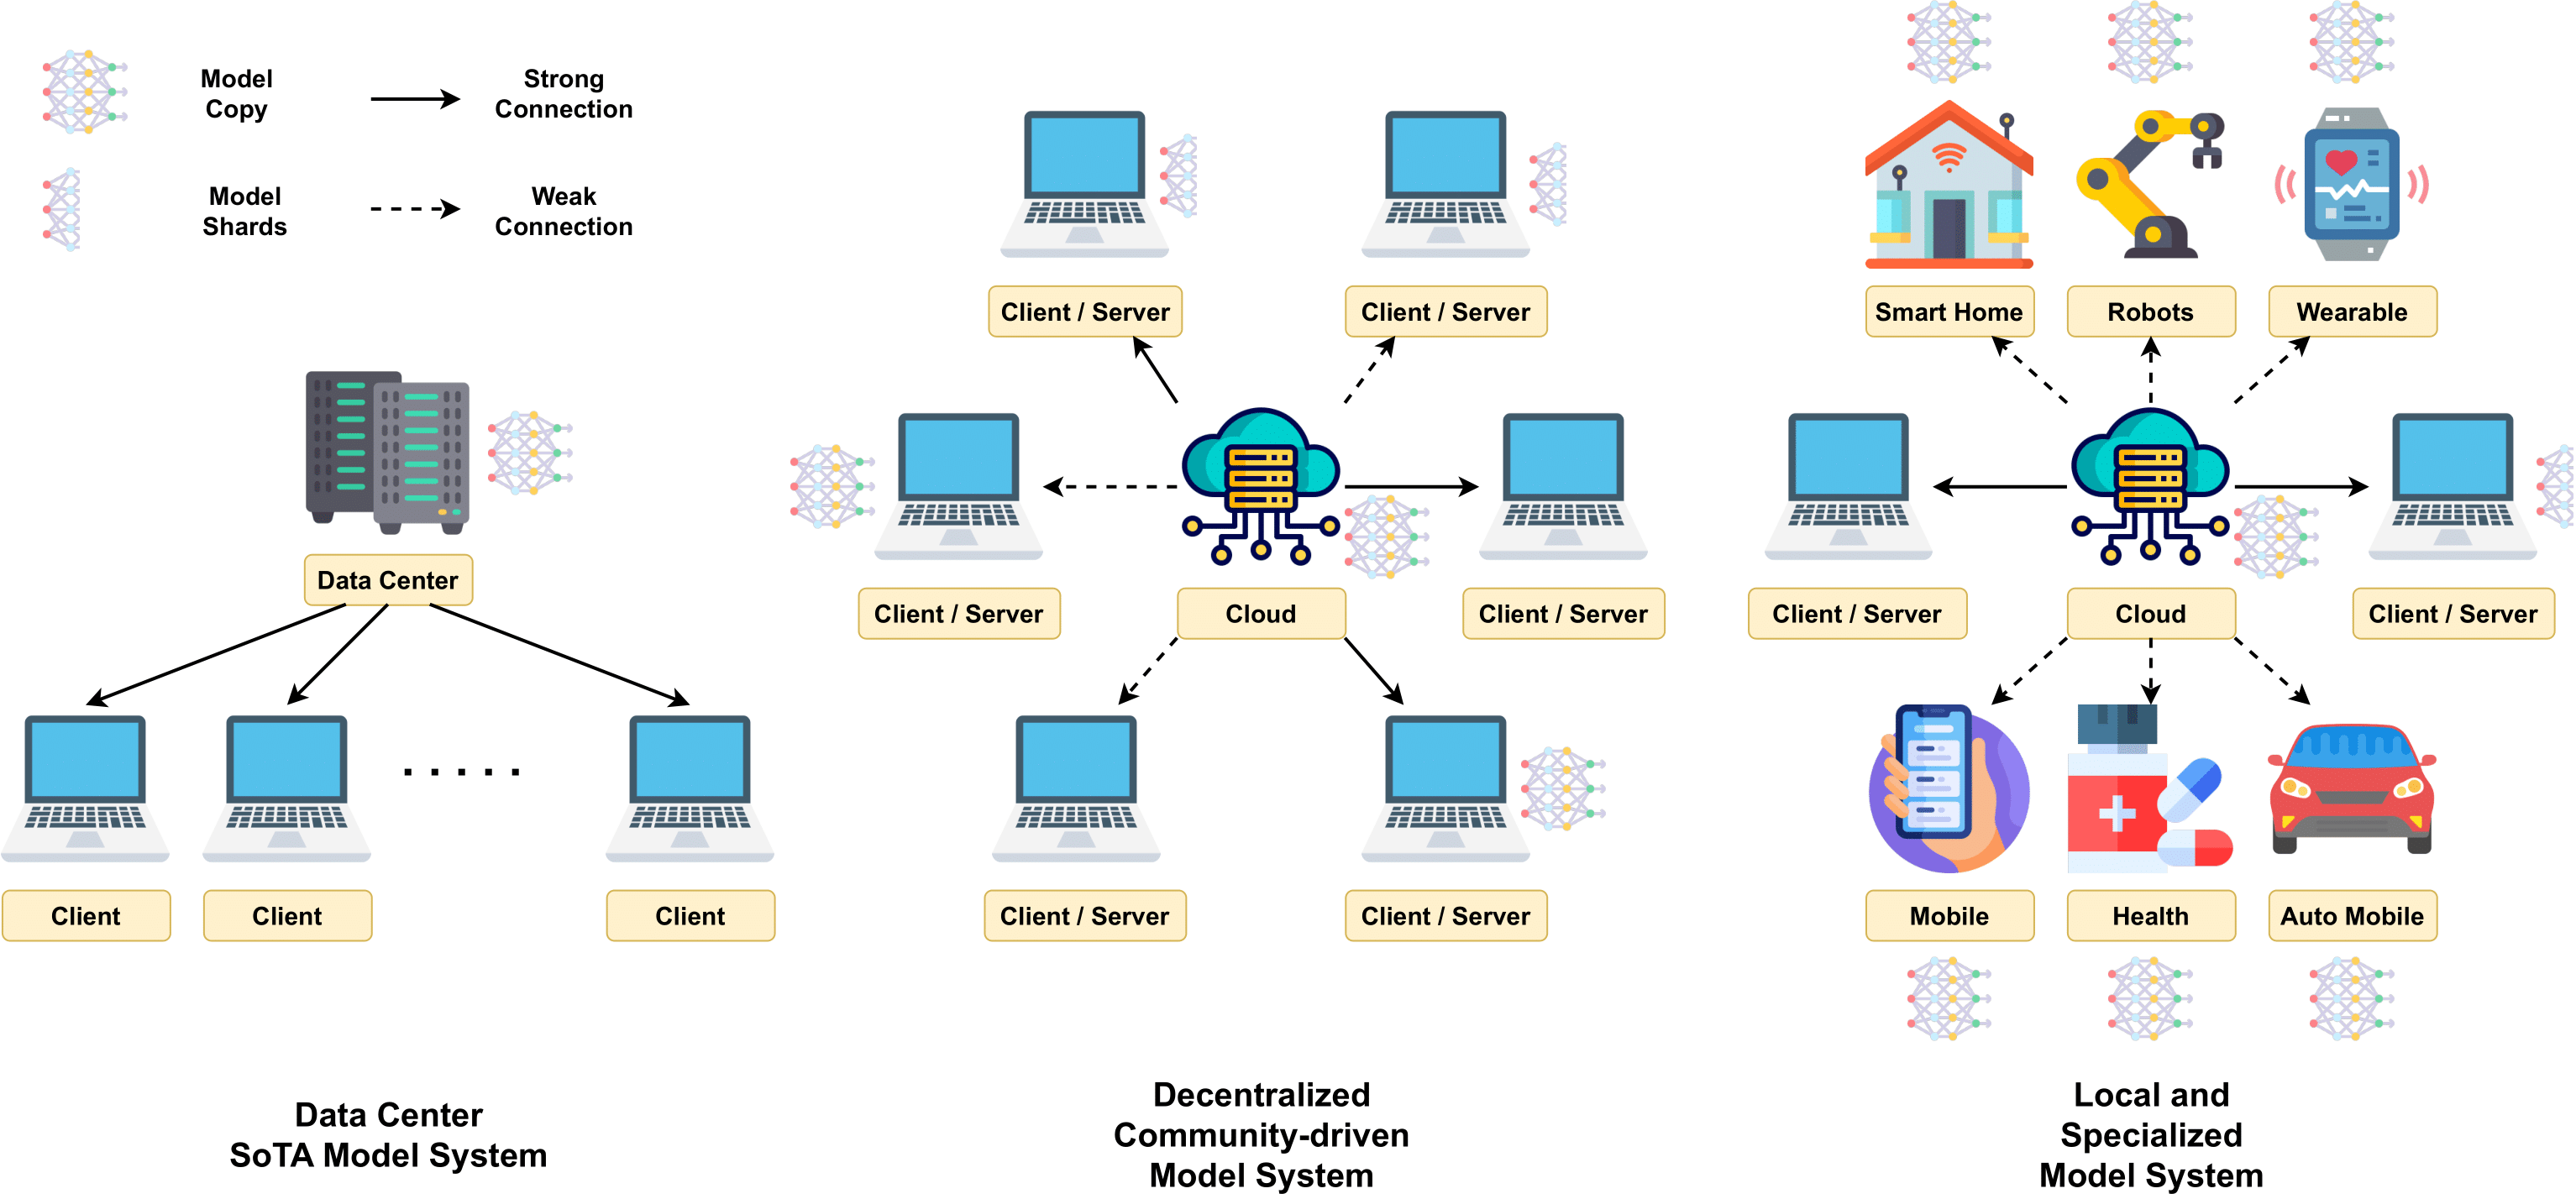 Model
Copy
Strong
Connection
Model
Shards
Weak
Connection
Data Center
Client
Client
. . . . .
Client
Data Center
SoTA Model System
Client / Server
Client / Server
Client / Server
Cloud
Client / Server
Client / Server
Client / Server
Decentralized
Community-driven
Model System
Smart Home
Robots
Wearable
Client / Server
Cloud
Client / Server
Mobile
Health
Auto Mobile
Local and
Specialized
Model System